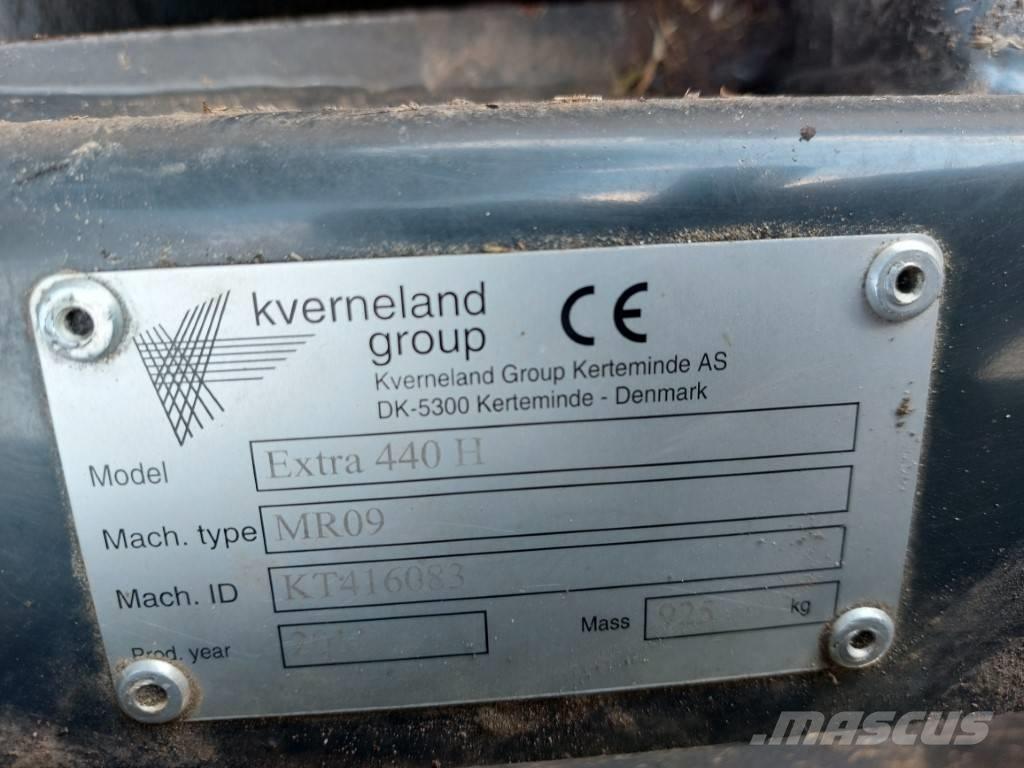 kverneland
group
CE
Kverneland Group Kerteminde AS
DK-5300 Kerteminde - Denmark
Model Extra 440 H
Mach. type MR09
Mach. ID KT416083
Prod. year
Mass 925 kg
MASCUS